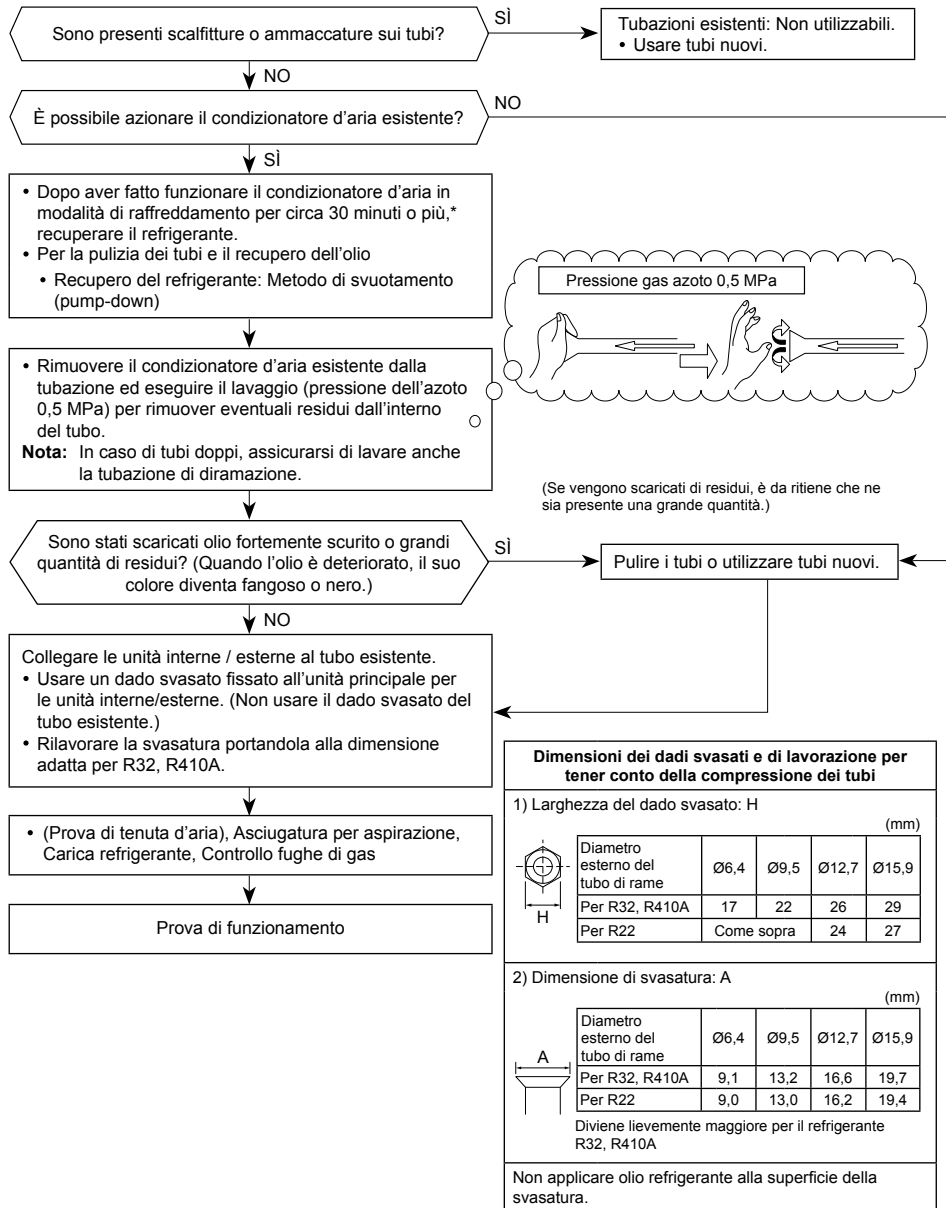 Sono presenti scalfitture o ammaccature sui tubi?
SÌ
Tubazioni esistenti: Non utilizzabili.
• Usare tubi nuovi.
NO
È possibile azionare il condizionatore d'aria esistente?
NO
SÌ
• Dopo aver fatto funzionare il condizionatore d'aria in
modalità di raffreddamento per circa 30 minuti o più,*
recuperare il refrigerante.
• Per la pulizia dei tubi e il recupero dell'olio
• Recupero del refrigerante: Metodo di svuotamento
(pump-down)
Pressione gas azoto 0,5 MPa
• Rimuovere il condizionatore d'aria esistente dalla
tubazione ed eseguire il lavaggio (pressione dell'azoto
0,5 MPa) per rimuover eventuali residui dall'interno
del tubo.
Nota: In caso di tubi doppi, assicurarsi di lavare anche
la tubazione di diramazione.
(Se vengono scaricati di residui, è da ritiene che ne
sia presente una grande quantità.)
Sono stati scaricati olio fortemente scurito o grandi
quantità di residui? (Quando l'olio è deteriorato, il suo
colore diventa fangoso o nero.)
SÌ
Pulire i tubi o utilizzare tubi nuovi.
NO
Collegare le unità interne / esterne al tubo esistente.
• Usare un dado svasato fissato all'unità principale per
le unità interne/esterne. (Non usare il dado svasato del
tubo esistente.)
• Rilavorare la svasatura portandola alla dimensione
adatta per R32, R410A.
• (Prova di tenuta d'aria), Asciugatura per aspirazione,
Carica refrigerante, Controllo fughe di gas
Prova di funzionamento
Dimensioni dei dadi svasati e di lavorazione per
tener conto della compressione dei tubi
1) Larghezza del dado svasato: H
(mm)
H
Diametro
esterno del
tubo di rame
Ø6,4 Ø9,5 Ø12,7 Ø15,9
Per R32, R410A 17 22 26 29
Per R22 Come sopra 24 27
2) Dimensione di svasatura: A
(mm)
A
Diametro
esterno del
tubo di rame
Ø6,4 Ø9,5 Ø12,7 Ø15,9
Per R32, R410A 9,1 13,2 16,6 19,7
Per R22 9,0 13,0 16,2 19,4
Diviene lievemente maggiore per il refrigerante
R32, R410A
Non applicare olio refrigerante alla superficie della
svasatura.